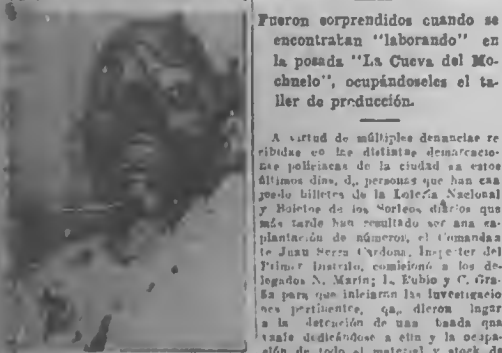 Fueron sorprendidos cuando se
encontraban "laborando" en
la posada "La Cueva del Mo-
chuelo", ocupándoseles el ta-
ller de producción.
A virtud de múltiples denuncias re
cibidas en las distintas demarcacio-
nes policiacas de la ciudad en estos
últimos días, de personas que han can
jeado billetes de la Lotería Nacional
y Boletos de los Sorteos diarios que
más tarde han resultado ser una su-
plantación de números, el Comandan
te Juan Serra Cardona, Inspector del
Primer Distrito, comisionó a los de-
legados N. Marin; L. Rubio y C. Gra-
ña para que iniciaran las investigacio
nes pertinentes, que dieron lugar
a la detención de una banda que
venía dedicándose a ello y la ocupa-
ción de todo el material y stock de